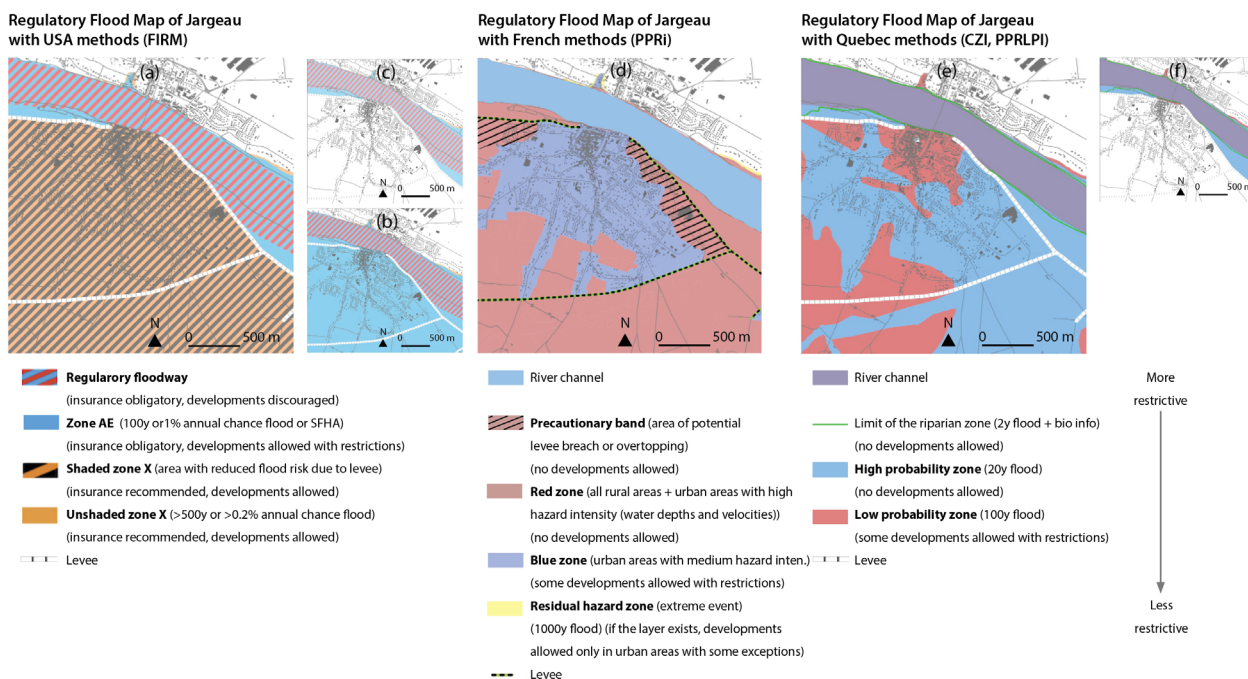 Regulatory Flood Map of Jargeau
with USA methods (FIRM)
(a)
N
0 500 m
(c)
N
0 500 m
(b)
N
0 500 m
Regularory floodway
(insurance obligatory, developments discouraged)
Zone AE (100y or1% annual chance flood or SFHA)
(insurance obligatory, developments allowed with restrictions)
Shaded zone X (area with reduced flood risk due to levee)
(insurance recommended, developments allowed)
Unshaded zone X (>500y or >0.2% annual chance flood)
(insurance recommended, developments allowed)
Levee
Regulatory Flood Map of Jargeau
with French methods (PPRi)
(d)
N
0 500 m
River channel
Precautionary band (area of potential
levee breach or overtopping)
(no developments allowed)
Red zone (all rural areas + urban areas with high
hazard intensity (water depths and velocities))
(no developments allowed)
Blue zone (urban areas with medium hazard inten.)
(some developments allowed with restrictions)
Residual hazard zone (extreme event)
(1000y flood) (if the layer exists, developments
allowed only in urban areas with some exceptions)
Levee
Regulatory Flood Map of Jargeau
with Quebec methods (CZI, PPRLPI)
(e)
N
0 500 m
(f)
N
0 500 m
River channel
Limit of the riparian zone (2y flood + bio info)
(no developments allowed)
High probability zone (20y flood)
(no developments allowed)
Low probability zone (100y flood)
(some developments allowed with restrictions)
Levee
More
restrictive
Less
restrictive